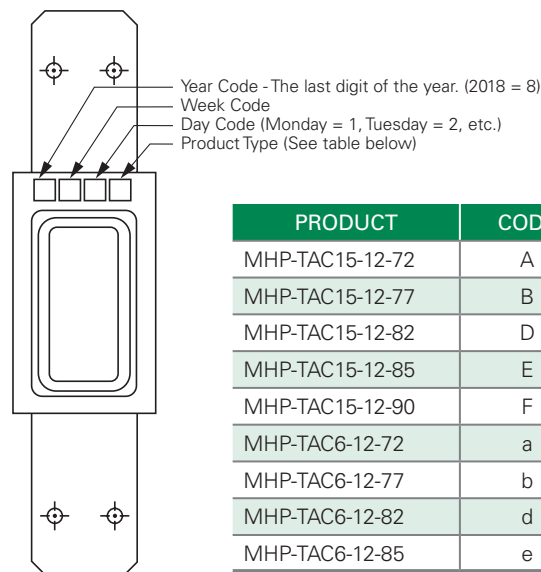 Year Code - The last digit of the year. (2018 = 8)
Week Code
Day Code (Monday = 1, Tuesday = 2, etc.)
Product Type (See table below)
PRODUCT COD
MHP-TAC15-12-72 A
MHP-TAC15-12-77 B
MHP-TAC15-12-82 D
MHP-TAC15-12-85 E
MHP-TAC15-12-90 F
MHP-TAC6-12-72 a
MHP-TAC6-12-77 b
MHP-TAC6-12-82 d
MHP-TAC6-12-85 e